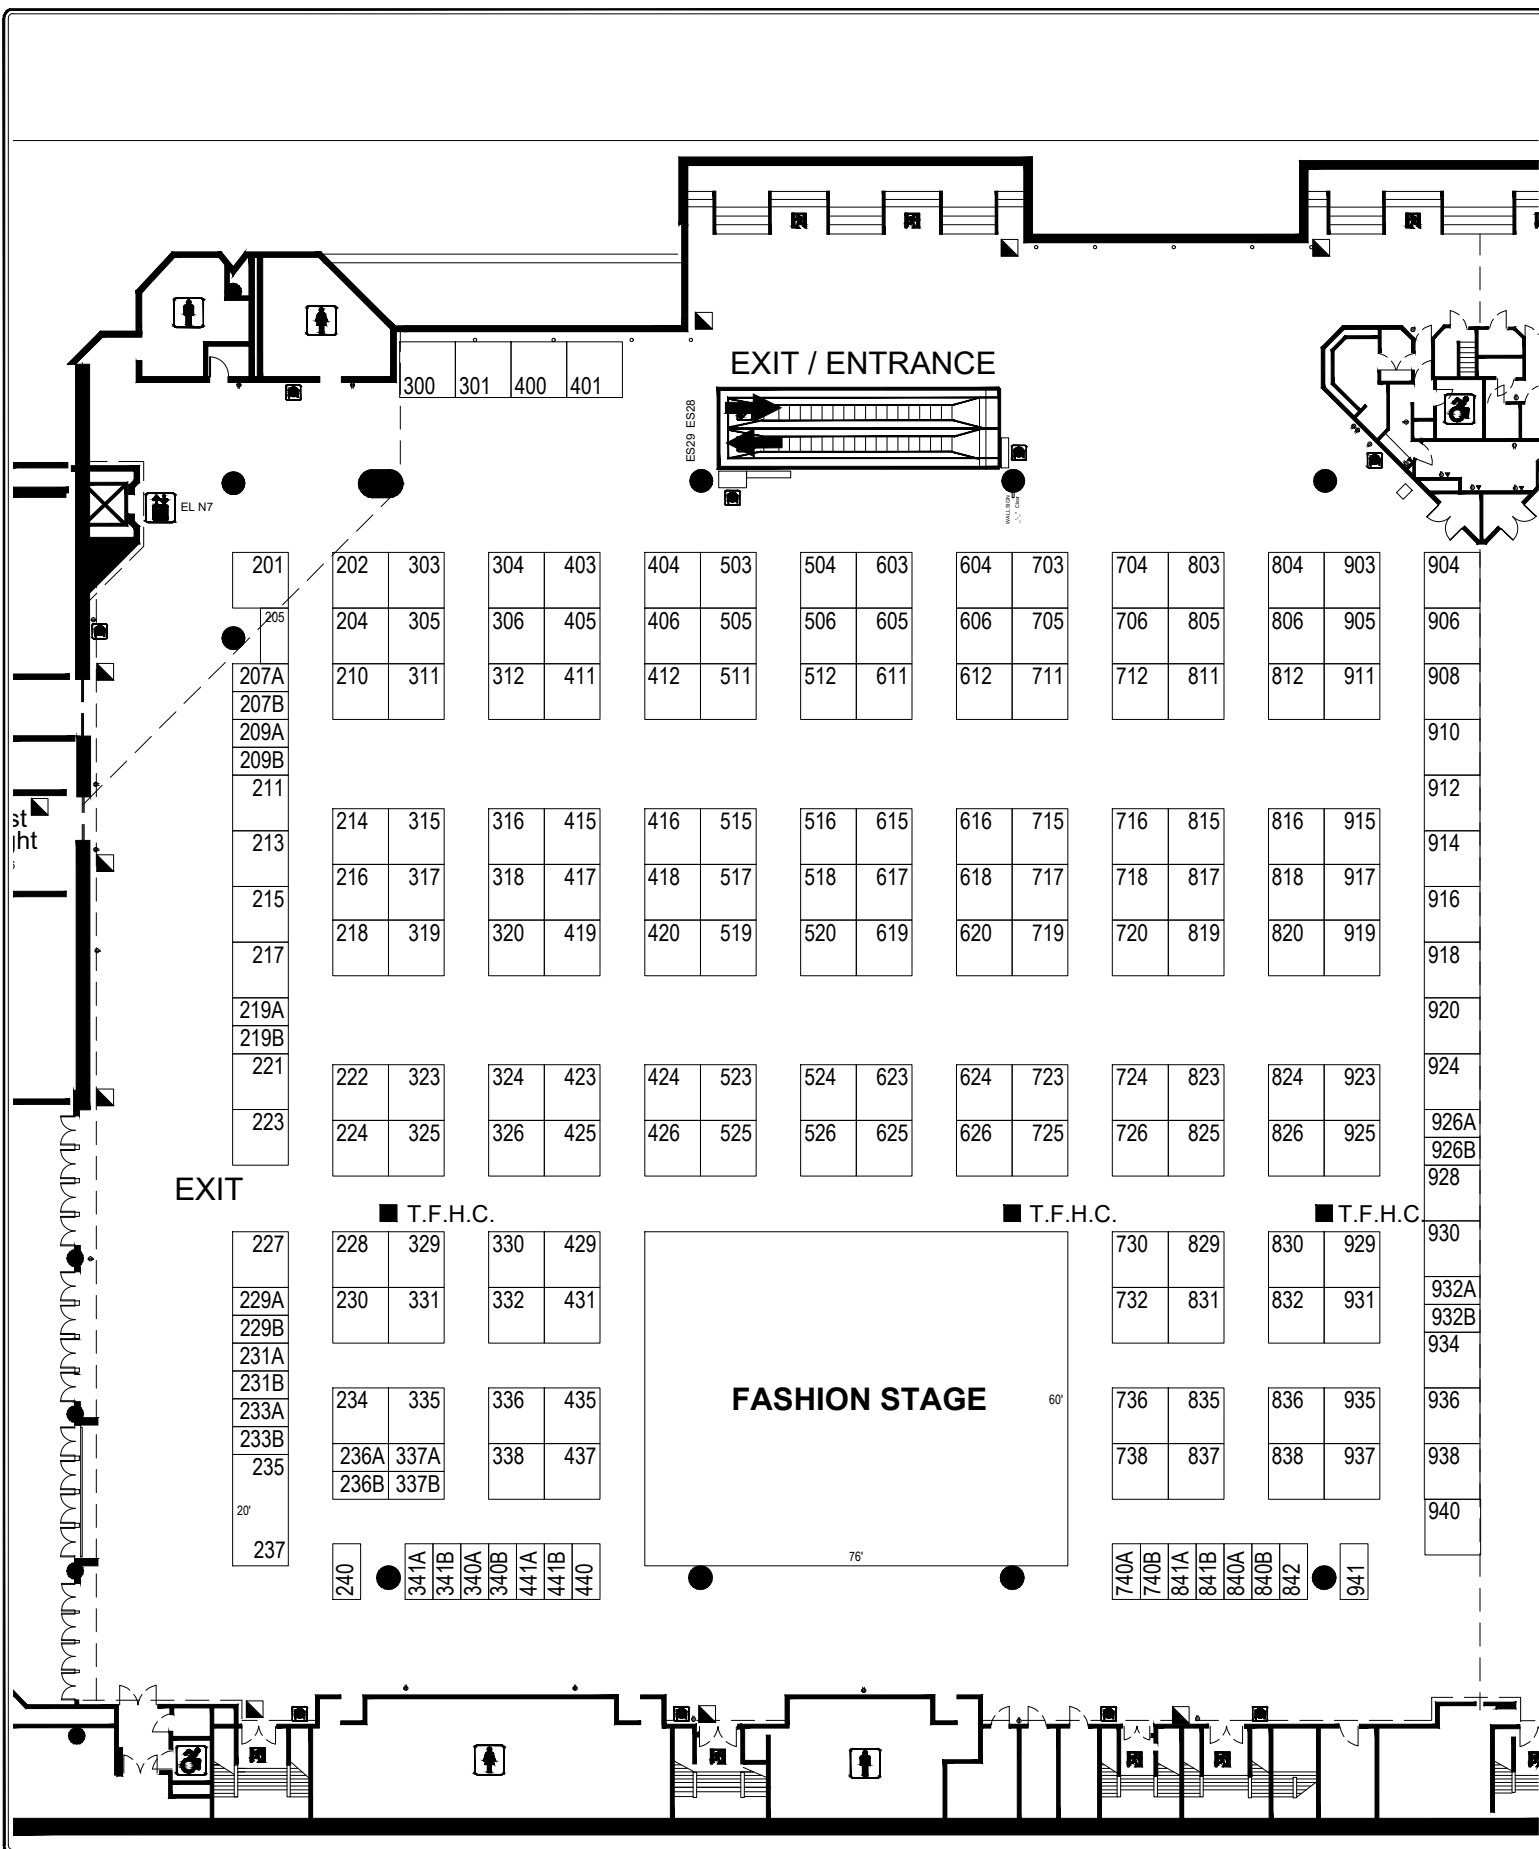 EXIT / ENTRANCE
300 301 400 401
ES29 ES28
EL N7
201 202 303 304 403 404 503 504 603 604 703 704 803 804 903 904
205 204 305 306 405 406 505 506 605 606 705 706 805 806 905 906
207A 210 311 312 411 412 511 512 611 612 711 712 811 812 911 908
207B
209A 910
209B
211 912
st
ght
214 315 316 415 416 515 516 615 616 715 716 815 816 915
213 914
216 317 318 417 418 517 518 617 618 717 718 817 818 917
215 916
218 319 320 419 420 519 520 619 620 719 720 819 820 919
217 918
219A 920
219B
221 924
222 323 324 423 424 523 524 623 624 723 724 823 824 923
223 926A
224 325 326 425 426 525 526 625 626 725 726 825 826 925
926B
928
EXIT
T.F.H.C. T.F.H.C. T.F.H.C.
227 228 329 330 429 730 829 830 929 930
229A 230 331 332 431 732 831 832 931 932A
229B 932B
231A 934
231B
FASHION STAGE
60'
76'
233A 234 335 336 435 736 835 836 935 936
233B
235 236A 337A 338 437 738 837 838 937 938
236B 337B
20'
940
237
240 341A 341B 340A 340B 441A 441B 440 740A 740B 841A 841B 840A 840B 842 941